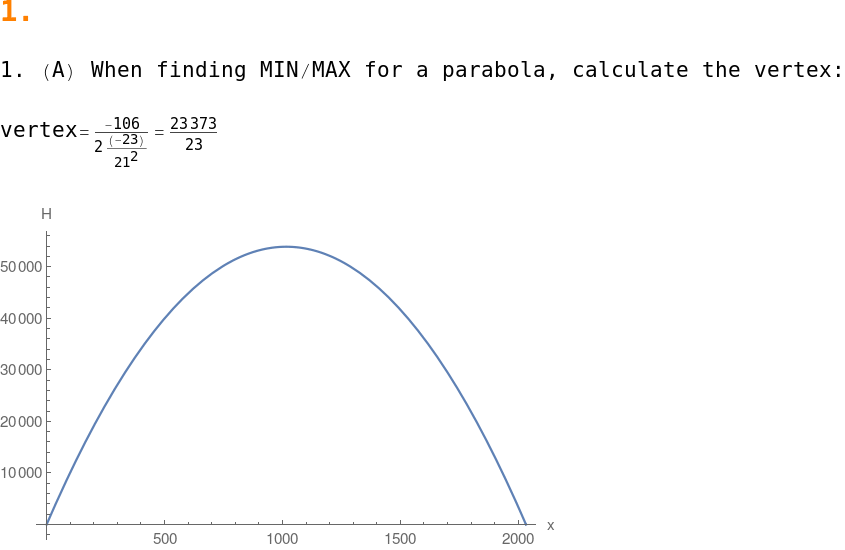 1.
1. (A) When finding MIN/MAX for a parabola, calculate the vertex:
vertex= -106 / (2 (-23)/21^2) = 23373/23
H
50000
40000
30000
20000
10000
500 1000 1500 2000 x